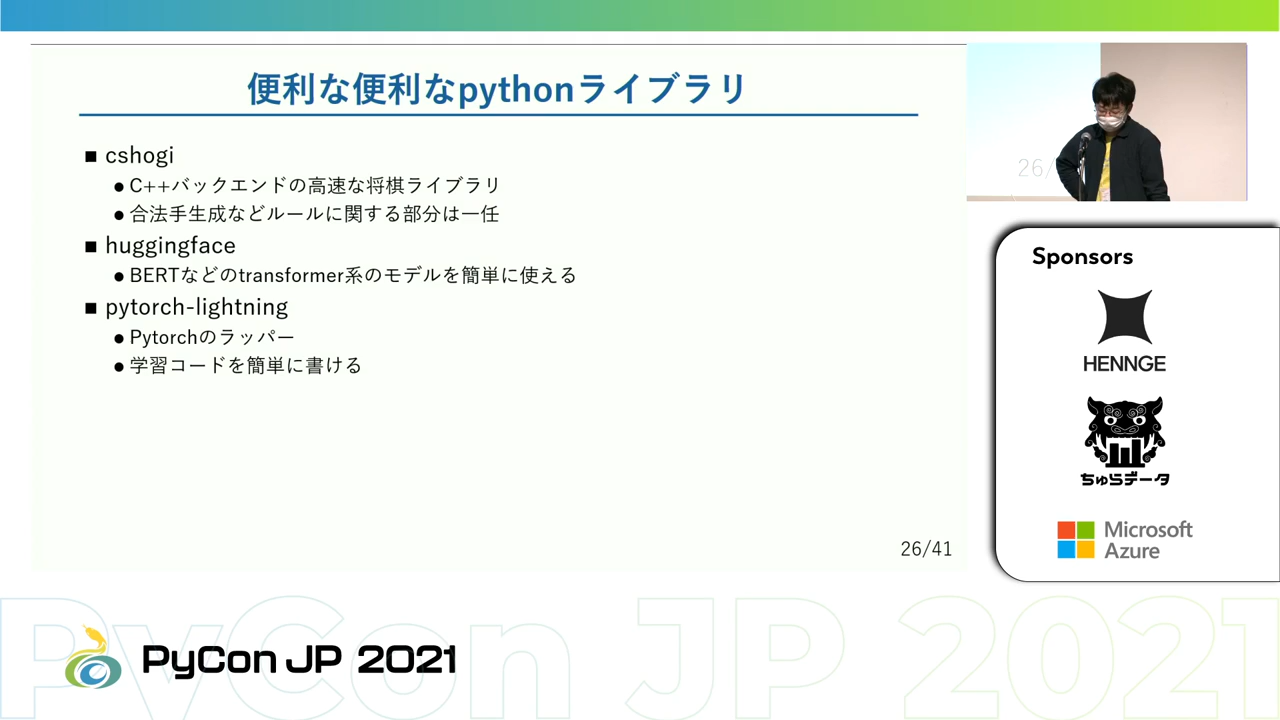 便利な便利なpythonライブラリ
■ cshogi
● C++バックエンドの高速な将棋ライブラリ
● 合法手生成などルールに関する部分は一任
■ huggingface
● BERTなどのtransformer系のモデルを簡単に使える
■ pytorch-lightning
● Pytorchのラッパー
● 学習コードを簡単に書ける
26/41
26/
Sponsors
HENNGE
ちゅらデータ
Microsoft
Azure
PyCon JP 2021
PyCon JP 2021